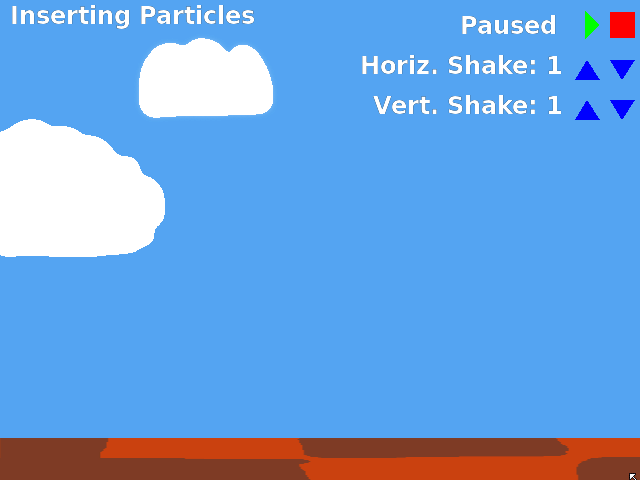 Inserting Particles
Paused
Horiz. Shake: 1
Vert. Shake: 1